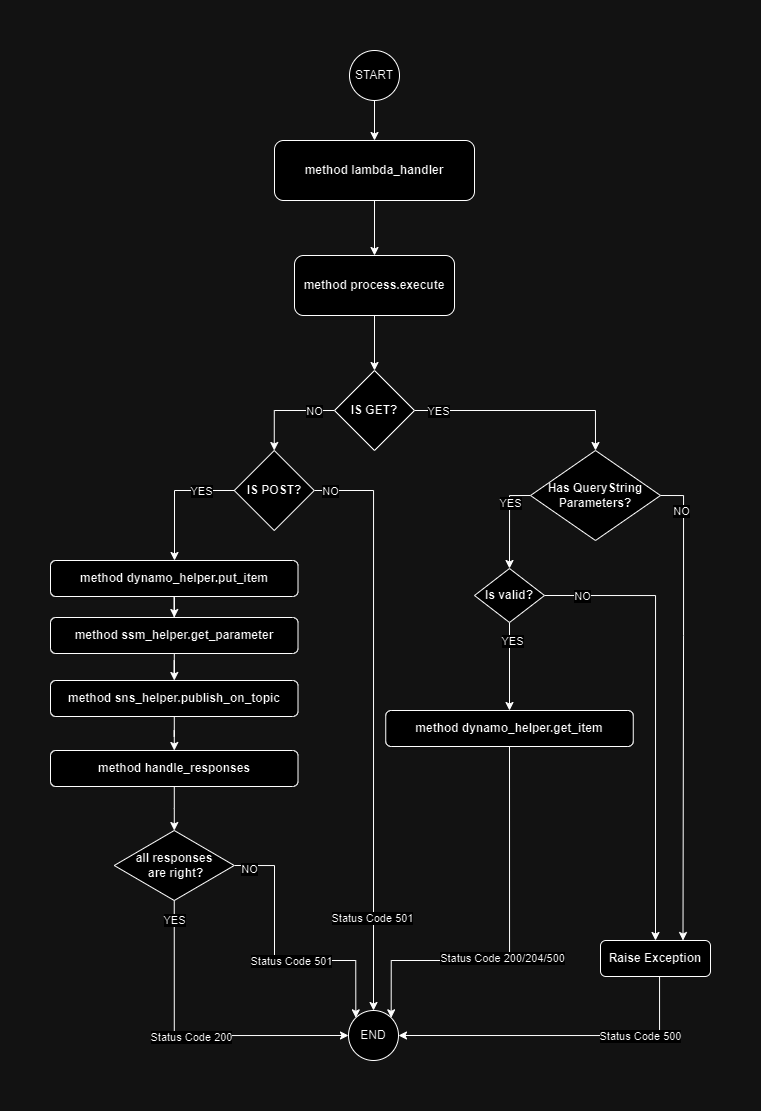 START
method lambda_handler
method process.execute
IS GET?
NO
YES
IS POST?
YES
NO
Has QueryString
Parameters?
YES
NO
method dynamo_helper.put_item
Is valid?
NO
YES
method ssm_helper.get_parameter
method sns_helper.publish_on_topic
method dynamo_helper.get_item
method handle_responses
all responses
are right?
NO
YES
Status Code 501
Status Code 501
Status Code 200/204/500
Raise Exception
Status Code 200
END
Status Code 500